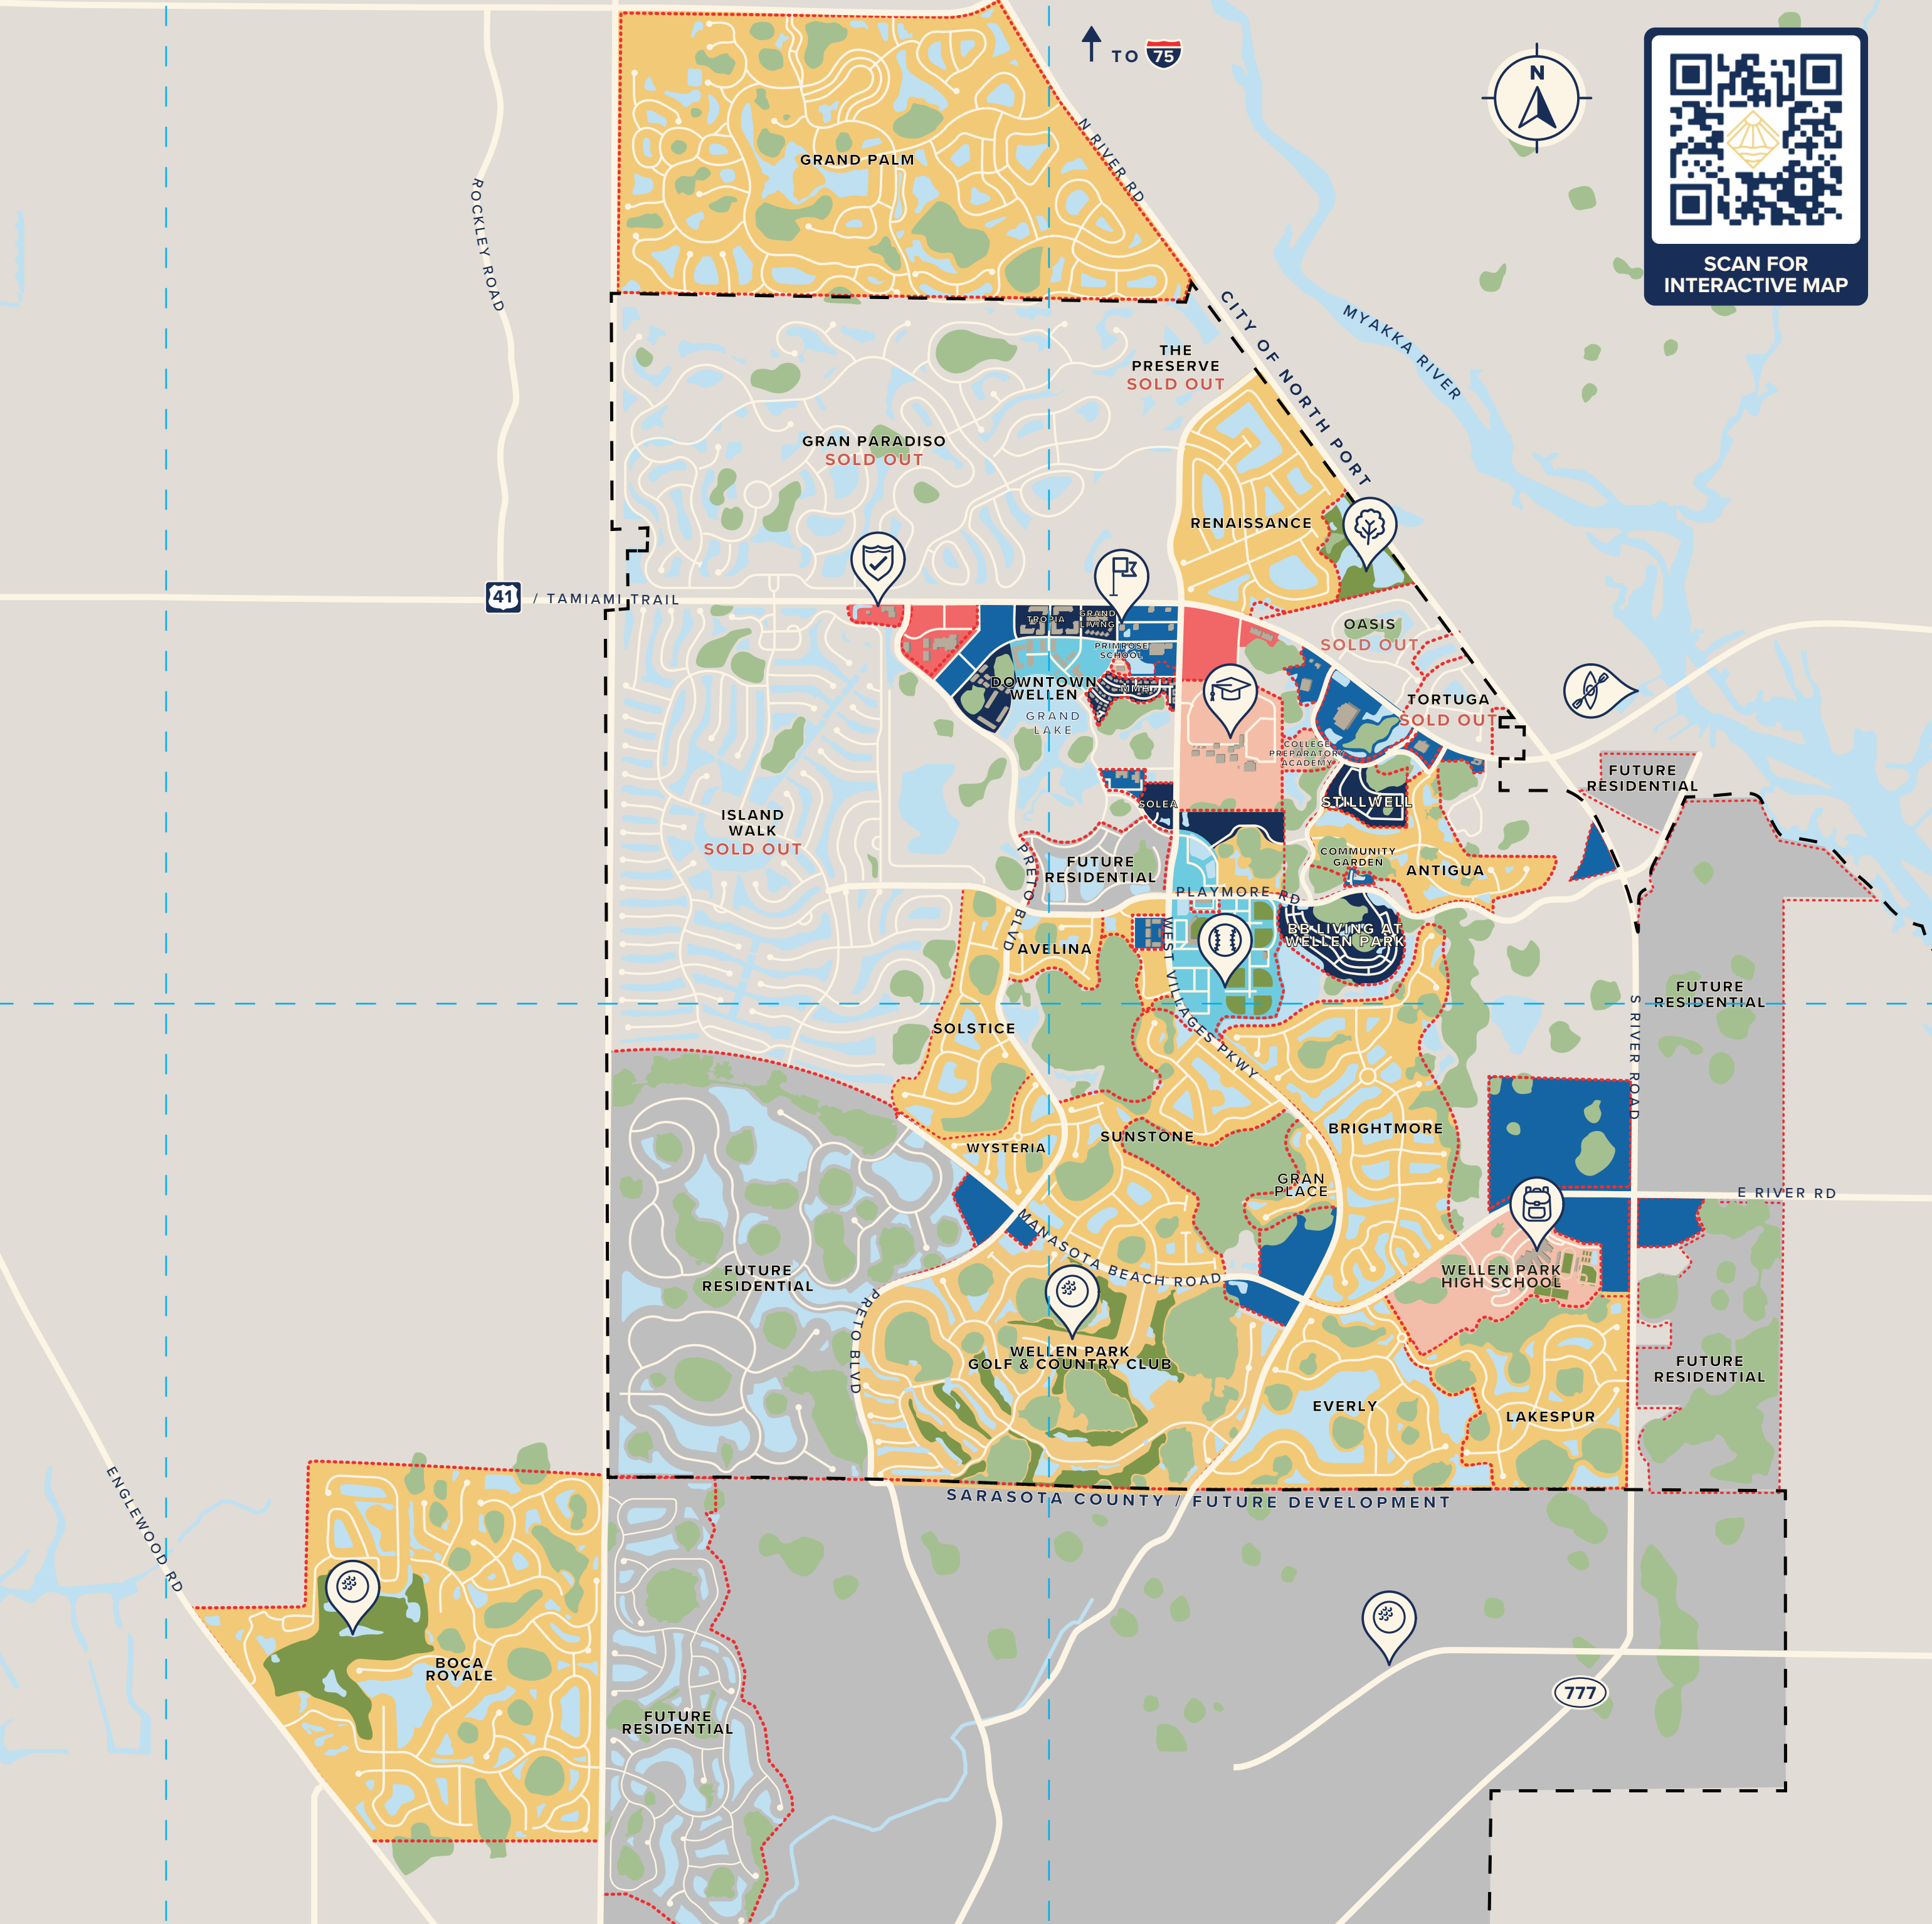 TO 75
N
SCAN FOR
INTERACTIVE MAP
N RIVER RD
GRAND PALM
ROCKLEY ROAD
CITY OF NORTH PORT
MYAKKA RIVER
THE
PRESERVE
SOLD OUT
GRAN PARADISO
SOLD OUT
RENAISSANCE
41 / TAMIAMI TRAIL
TROPIA
GRAND
LIVING
OASIS
SOLD OUT
PRIMROSE
SCHOOL
DOWNTOWN
WELLEN
MMH
GRAND
LAKE
TORTUGA
SOLD OUT
COLLEGE
PREPARATORY
ACADEMY
FUTURE
RESIDENTIAL
STILLWELL
SOLEA
ISLAND
WALK
SOLD OUT
COMMUNITY
GARDEN
FUTURE
RESIDENTIAL
ANTIGUA
PRETO BLVD
PLAYMORE RD
BB LIVING AT
WELLEN PARK
AVELINA
WEST VILLAGES PKWY
FUTURE
RESIDENTIAL
S RIVER ROAD
SOLSTICE
SUNSTONE
BRIGHTMORE
WYSTERIA
GRAN
PLACE
E RIVER RD
MANASOTA BEACH ROAD
FUTURE
RESIDENTIAL
WELLEN PARK
HIGH SCHOOL
PRETO BLVD
WELLEN PARK
GOLF & COUNTRY CLUB
FUTURE
RESIDENTIAL
EVERLY
LAKESPUR
SARASOTA COUNTY / FUTURE DEVELOPMENT
ENGLEWOOD RD
BOCA
ROYALE
777
FUTURE
RESIDENTIAL